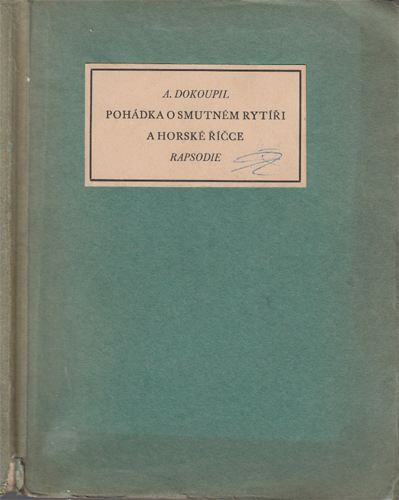 A. DOKOUPIL
POHÁDKA O SMUTNÉM RYTÍŘI
A HORSKÉ ŘÍČCE
RAPSODIE